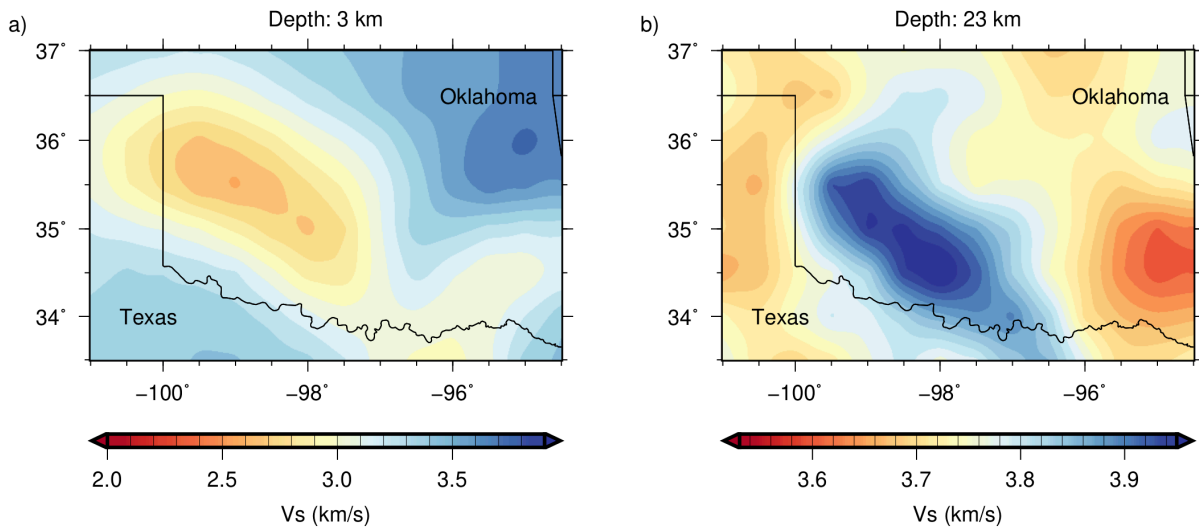 a)
Depth: 3 km
37°
36°
35°
34°
Oklahoma
Texas
−100°
−98°
−96°
2.0
2.5
3.0
3.5
Vs (km/s)
b)
Depth: 23 km
37°
36°
35°
34°
Oklahoma
Texas
−100°
−98°
−96°
3.6
3.7
3.8
3.9
Vs (km/s)